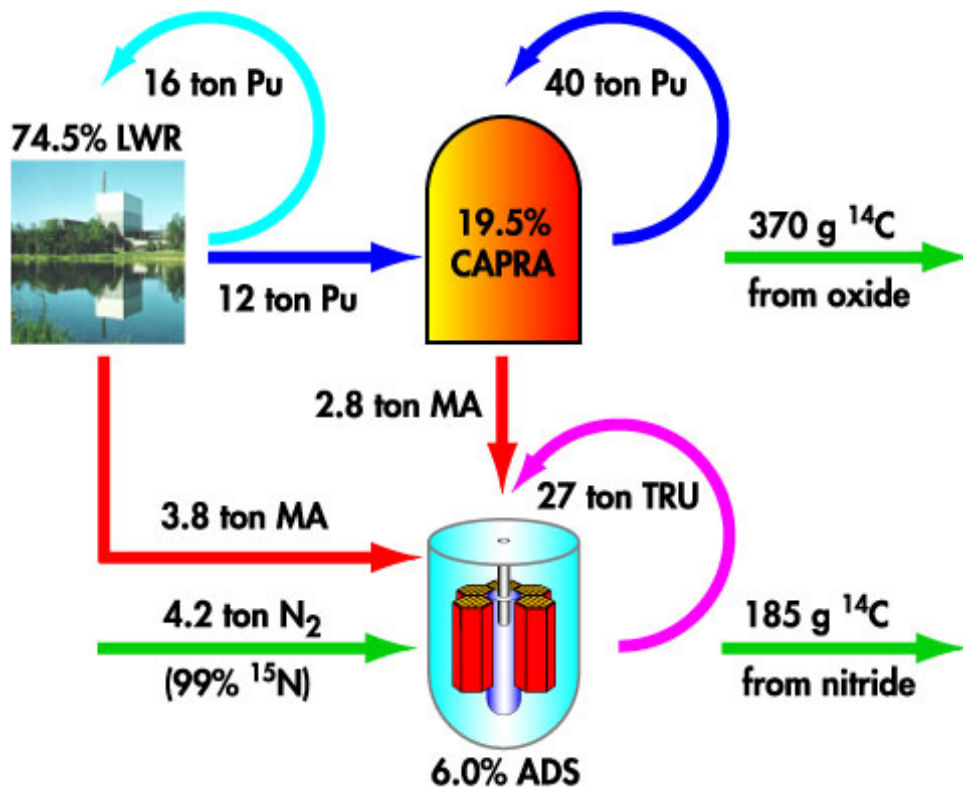 16 ton Pu
40 ton Pu
74.5% LWR
19.5%
CAPRA
370 g ¹⁴C
from oxide
12 ton Pu
2.8 ton MA
27 ton TRU
3.8 ton MA
4.2 ton N₂
(99% ¹⁵N)
185 g ¹⁴C
from nitride
6.0% ADS